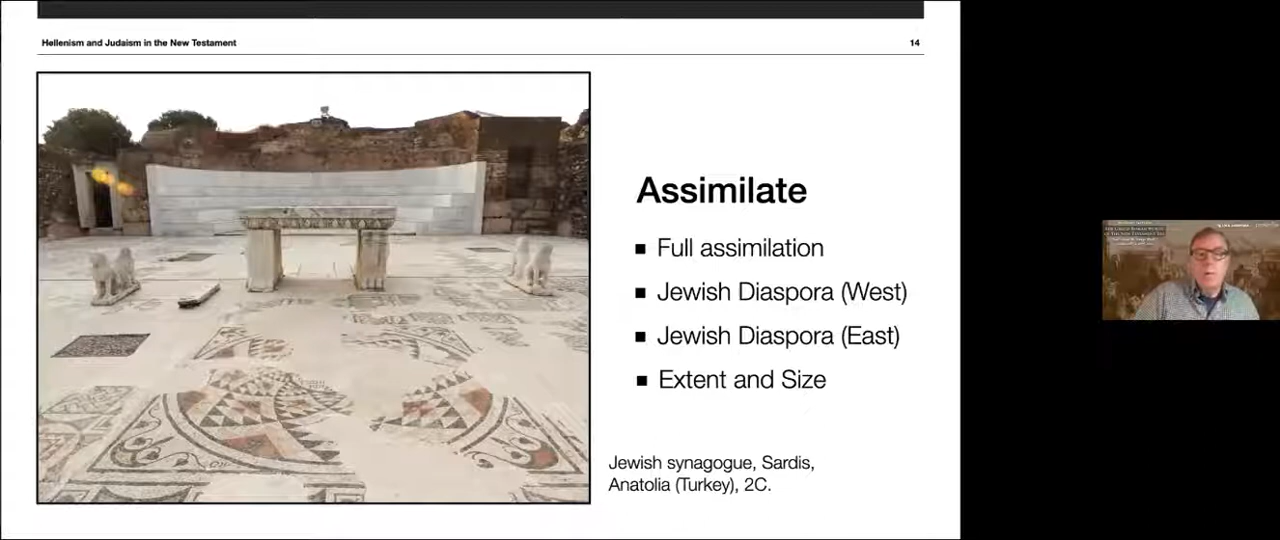 Hellenism and Judaism in the New Testament
14
Assimilate
Full assimilation
Jewish Diaspora (West)
Jewish Diaspora (East)
Extent and Size
Jewish synagogue, Sardis,
Anatolia (Turkey), 2C.